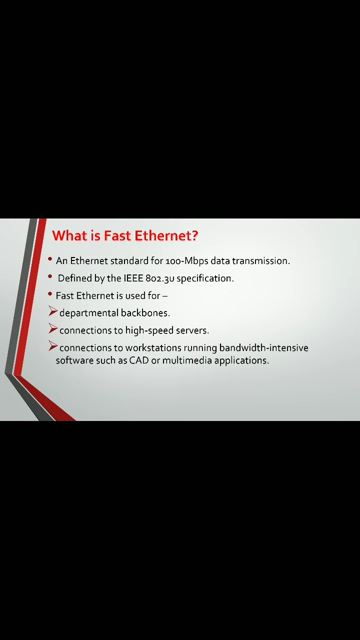 What is Fast Ethernet?
• An Ethernet standard for 100-Mbps data transmission.
• Defined by the IEEE 802.3u specification.
• Fast Ethernet is used for –
➢ departmental backbones.
➢ connections to high-speed servers.
➢ connections to workstations running bandwidth-intensive
software such as CAD or multimedia applications.